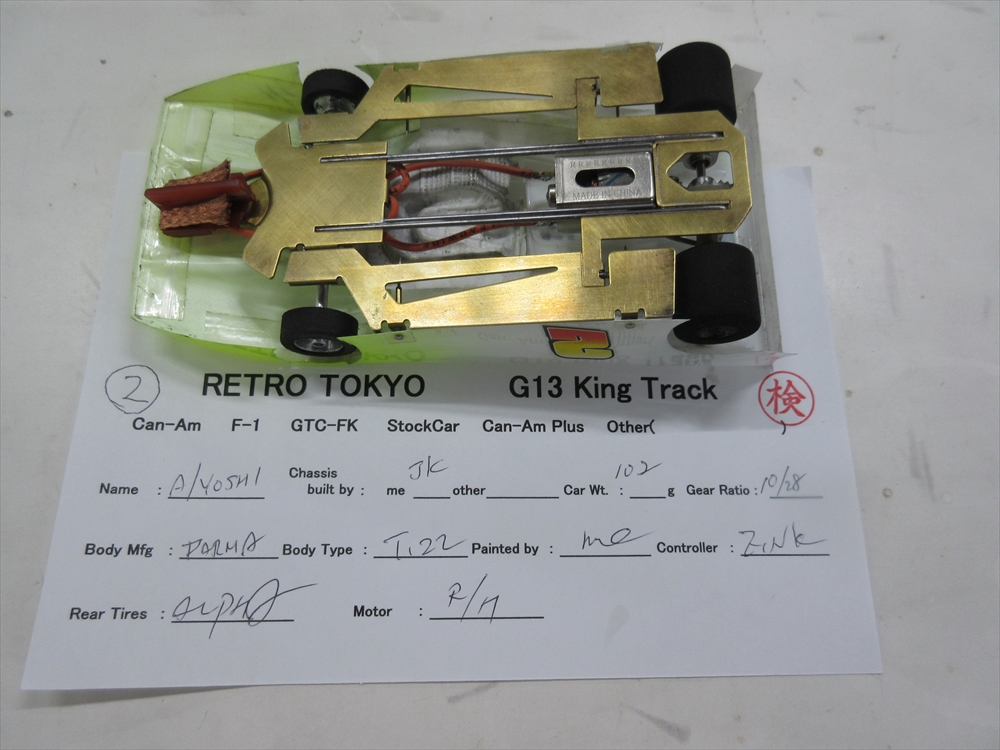 MADE IN CHINA
2
2 RETRO TOKYO G13 King Track 検
Can-Am F-1 GTC-FK StockCar Can-Am Plus Other( )
Name : A/YOSHI Chassis built by : me JK other Car Wt. : 102 g Gear Ratio : 10/28
Body Mfg : PARMA Body Type : Ti22 Painted by : me Controller : ZINK
Rear Tires : ALPHA Motor : R/H